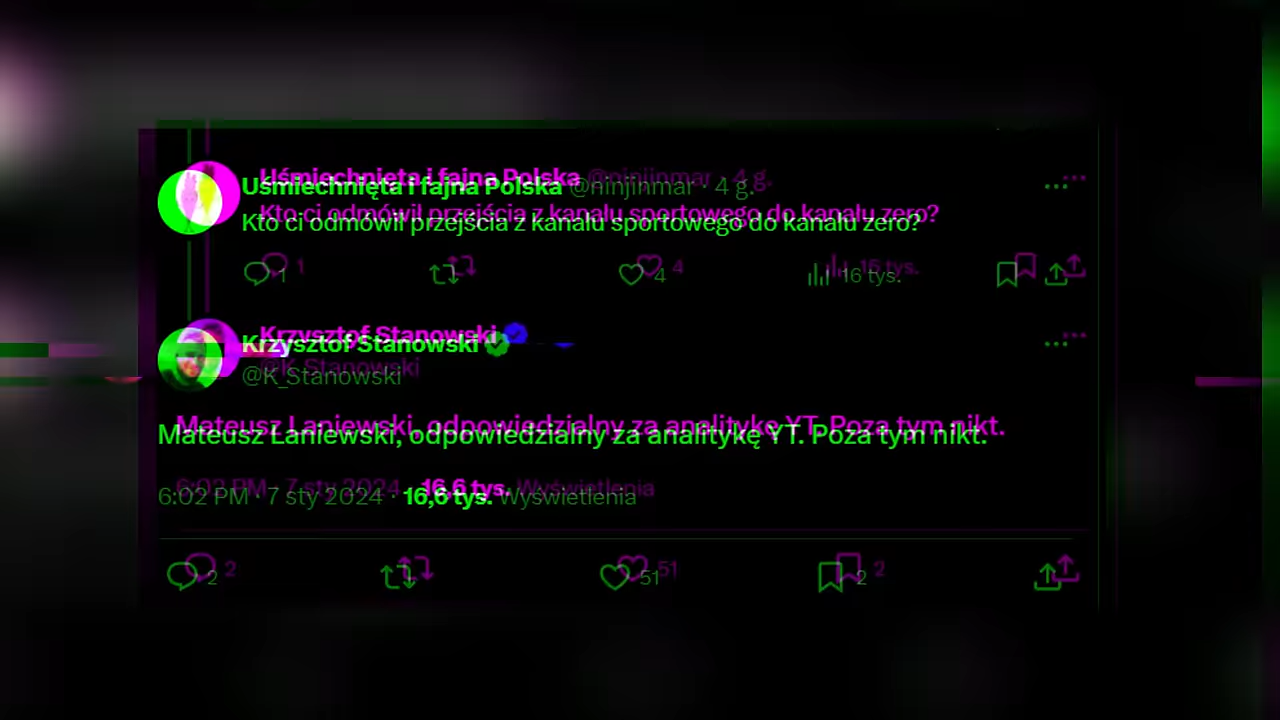 Uśmiechnięta i fajna Polska @ninjinmar · 4 g.
Kto ci odmówił przejścia z kanału sportowego do kanału zero?
1 4 16 tys.
Krzysztof Stanowski
@K_Stanowski
Mateusz Łaniewski, odpowiedzialny za analitykę YT. Poza tym nikt.
6:02 PM · 7 sty 2024 · 16,6 tys. Wyświetlenia
2 51 2